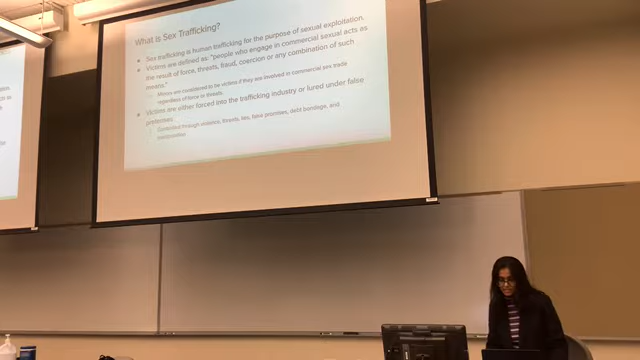 What Is Sex Trafficking?
● Sex trafficking is human trafficking for the purpose of sexual exploitation.
● Victims are defined as: "people who engage in commercial sexual acts as
the result of force, threats, fraud, coercion or any combination of such
means."
Minors are considered to be victims if they are involved in commercial sex trade
regardless of force or threats.
● Victims are either forced into the trafficking industry or lured under false
pretenses.
Controlled through violence, threats, lies, false promises, debt bondage, and